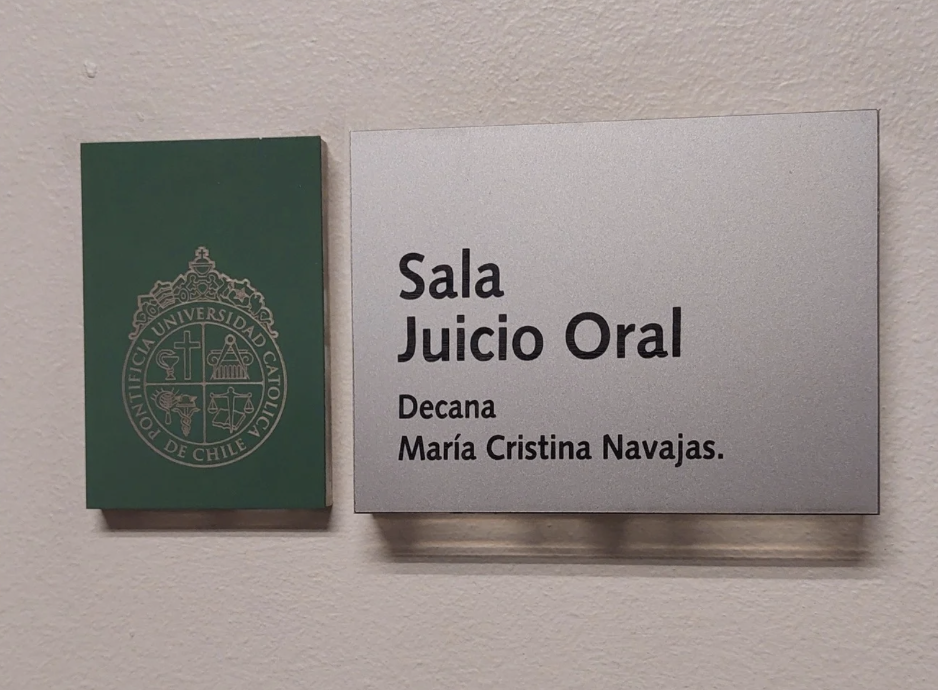 PONTIFICIA UNIVERSIDAD CATOLICA
DE CHILE
Sala
Juicio Oral
Decana
María Cristina Navajas.